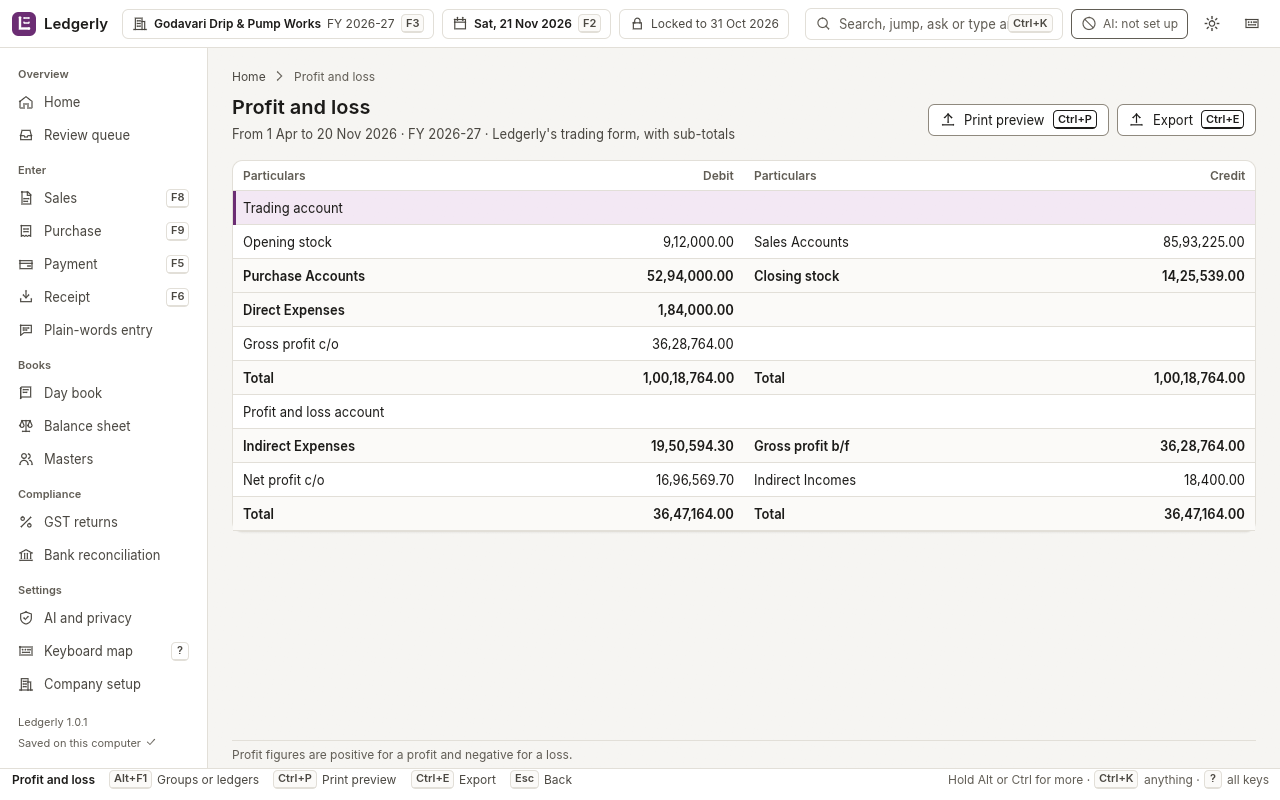 Ledgerly
Godavari Drip & Pump Works FY 2026-27 F3
Sat, 21 Nov 2026 F2
Locked to 31 Oct 2026
Search, jump, ask or type a Ctrl+K
AI: not set up
Overview
Home
Review queue
Enter
Sales F8
Purchase F9
Payment F5
Receipt F6
Plain-words entry
Books
Day book
Balance sheet
Masters
Compliance
GST returns
Bank reconciliation
Settings
AI and privacy
Keyboard map ?
Company setup
Ledgerly 1.0.1
Saved on this computer
Home > Profit and loss
Profit and loss
From 1 Apr to 20 Nov 2026 · FY 2026-27 · Ledgerly's trading form, with sub-totals
Print preview Ctrl+P
Export Ctrl+E
Particulars Debit Particulars Credit
Trading account
Opening stock 9,12,000.00 Sales Accounts 85,93,225.00
Purchase Accounts 52,94,000.00 Closing stock 14,25,539.00
Direct Expenses 1,84,000.00
Gross profit c/o 36,28,764.00
Total 1,00,18,764.00 Total 1,00,18,764.00
Profit and loss account
Indirect Expenses 19,50,594.30 Gross profit b/f 36,28,764.00
Net profit c/o 16,96,569.70 Indirect Incomes 18,400.00
Total 36,47,164.00 Total 36,47,164.00
Profit figures are positive for a profit and negative for a loss.
Profit and loss Alt+F1 Groups or ledgers Ctrl+P Print preview Ctrl+E Export Esc Back
Hold Alt or Ctrl for more · Ctrl+K anything · ? all keys